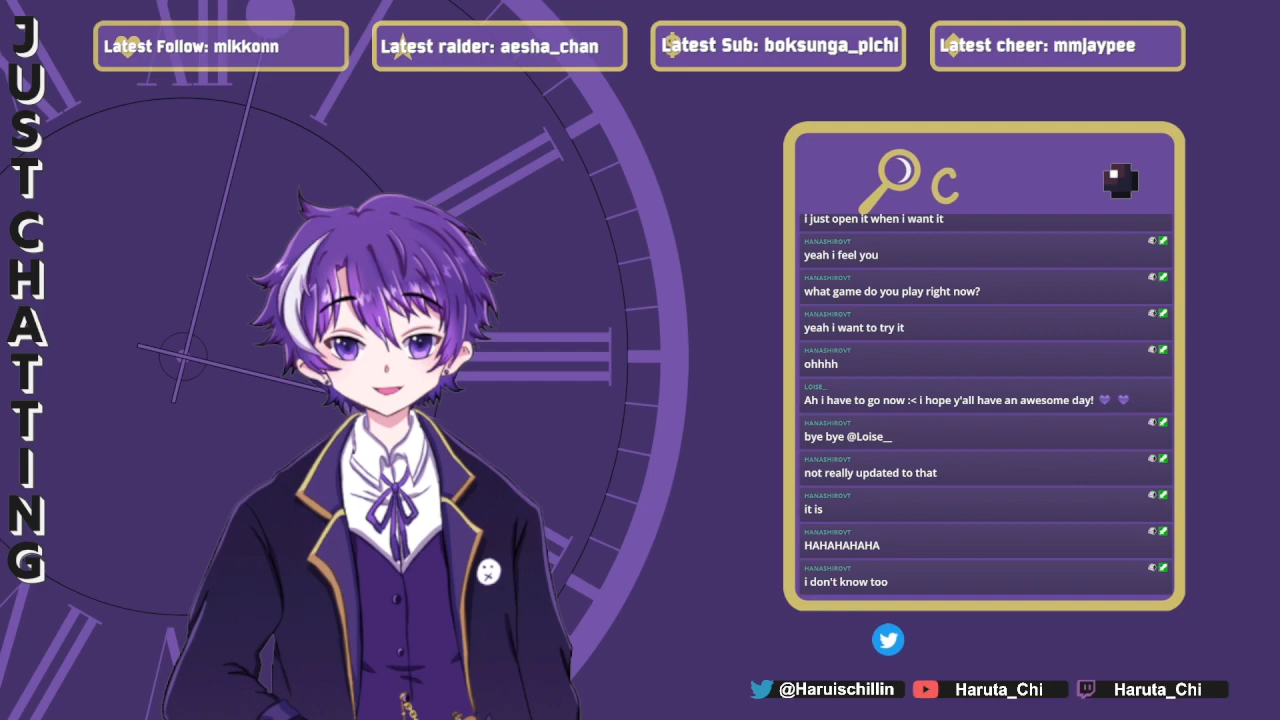 JUST CHATTING
Latest Follow: mikkonn
Latest raider: aesha_chan
Latest Sub: boksunga_pichi
Latest cheer: mmjaypee
C
i just open it when i want it
HANASHIROVT
yeah i feel you
HANASHIROVT
what game do you play right now?
HANASHIROVT
yeah i want to try it
HANASHIROVT
ohhhh
LOISE__
Ah i have to go now :< i hope y'all have an awesome day! 💜 💜
HANASHIROVT
bye bye @Loise__
HANASHIROVT
not really updated to that
HANASHIROVT
it is
HANASHIROVT
HAHAHAHAHA
HANASHIROVT
i don't know too
@Haruischillin
Haruta_Chi
Haruta_Chi